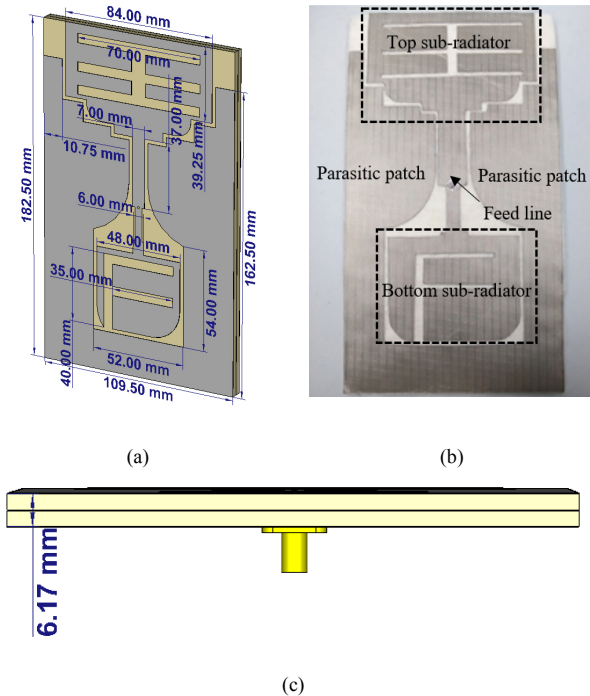 84.00 mm
70.00 mm
7.00 mm
37.00 mm
39.25 mm
10.75 mm
182.50 mm
162.50 mm
6.00 mm
48.00 mm
35.00 mm
54.00 mm
40.00 mm
52.00 mm
109.50 mm
Top sub-radiator
Parasitic patch
Parasitic patch
Feed line
Bottom sub-radiator
(a)
(b)
6.17 mm
(c)